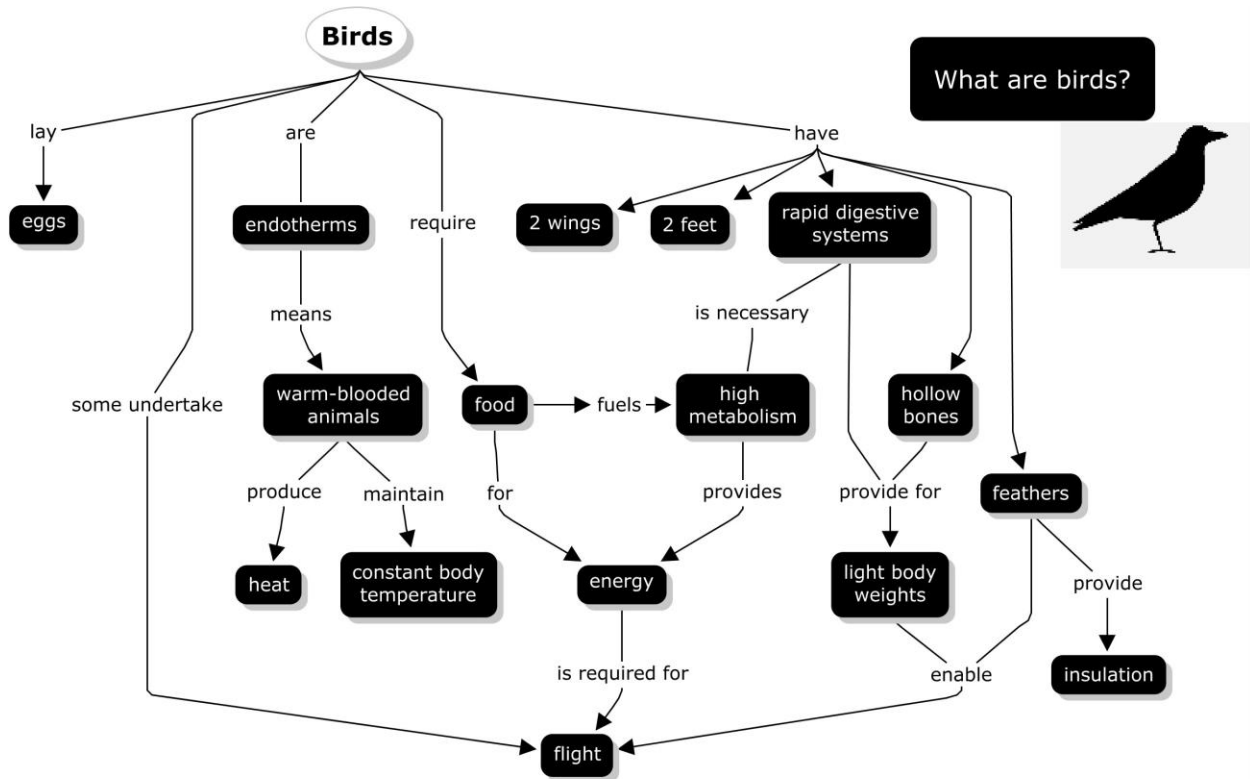 Birds
What are birds?
lay
are
have
eggs
endotherms
require
2 wings
2 feet
rapid digestive
systems
means
is necessary
some undertake
warm-blooded
animals
food
fuels
high
metabolism
hollow
bones
produce
maintain
for
provides
provide for
feathers
heat
constant body
temperature
energy
light body
weights
provide
is required for
enable
insulation
flight